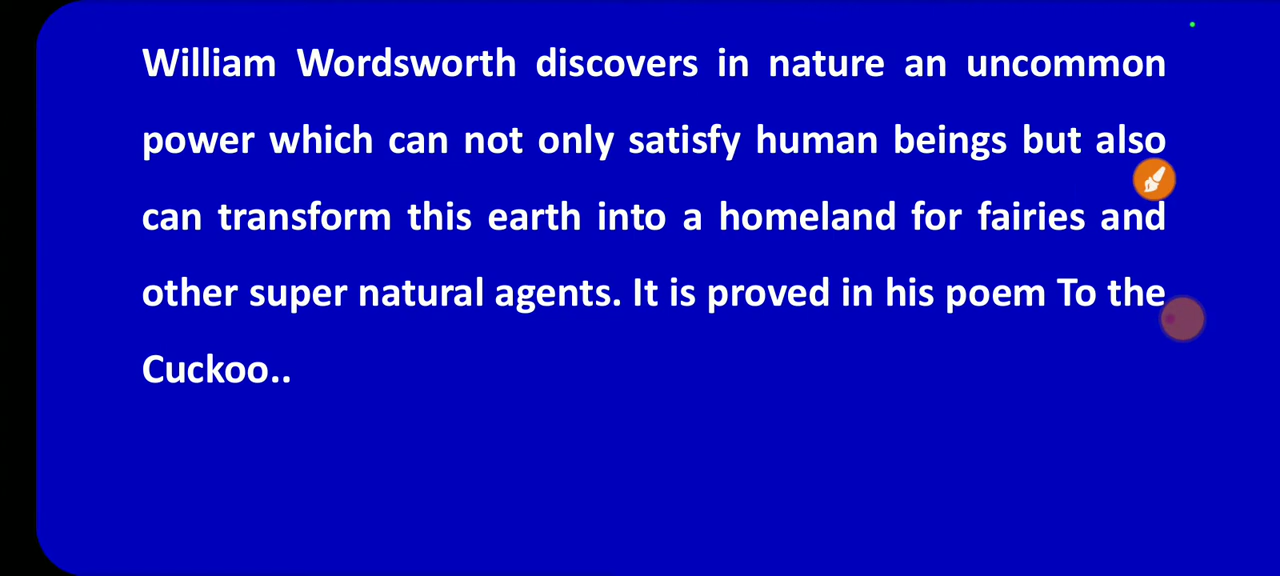 William Wordsworth discovers in nature an uncommon
power which can not only satisfy human beings but also
can transform this earth into a homeland for fairies and
other super natural agents. It is proved in his poem To the
Cuckoo..